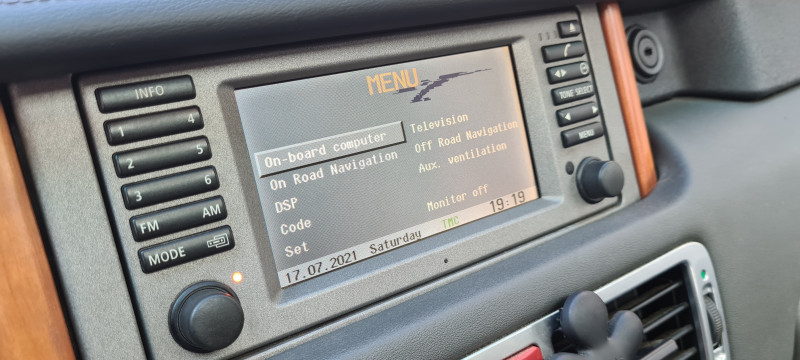 INFO
1 4
2 5
3 6
FM AM
MODE
MENU
On-board computer
On Road Navigation
DSP
Code
Set
Television
Off Road Navigation
Aux. ventilation
Monitor off
17.07.2021 Saturday TMC 19:19
TONE SELECT
MENU